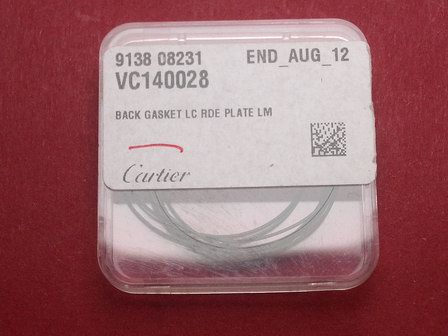 9138 08231 END_AUG_12
VC140028
BACK GASKET LC RDE PLATE LM
Cartier